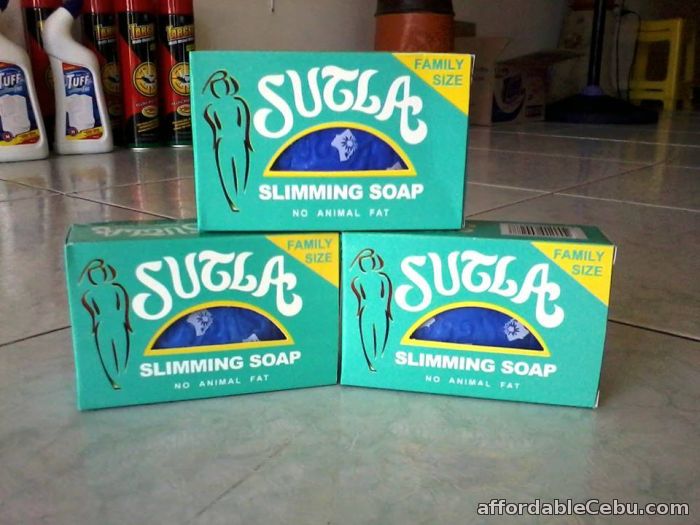 TUFF
FAMILY
SIZE
SUTLA
SLIMMING SOAP
NO ANIMAL FAT
FAMILY
SIZE
SUTLA
SLIMMING SOAP
NO ANIMAL FAT
FAMILY
SIZE
SUTLA
SLIMMING SOAP
NO ANIMAL FAT
affordableCebu.com